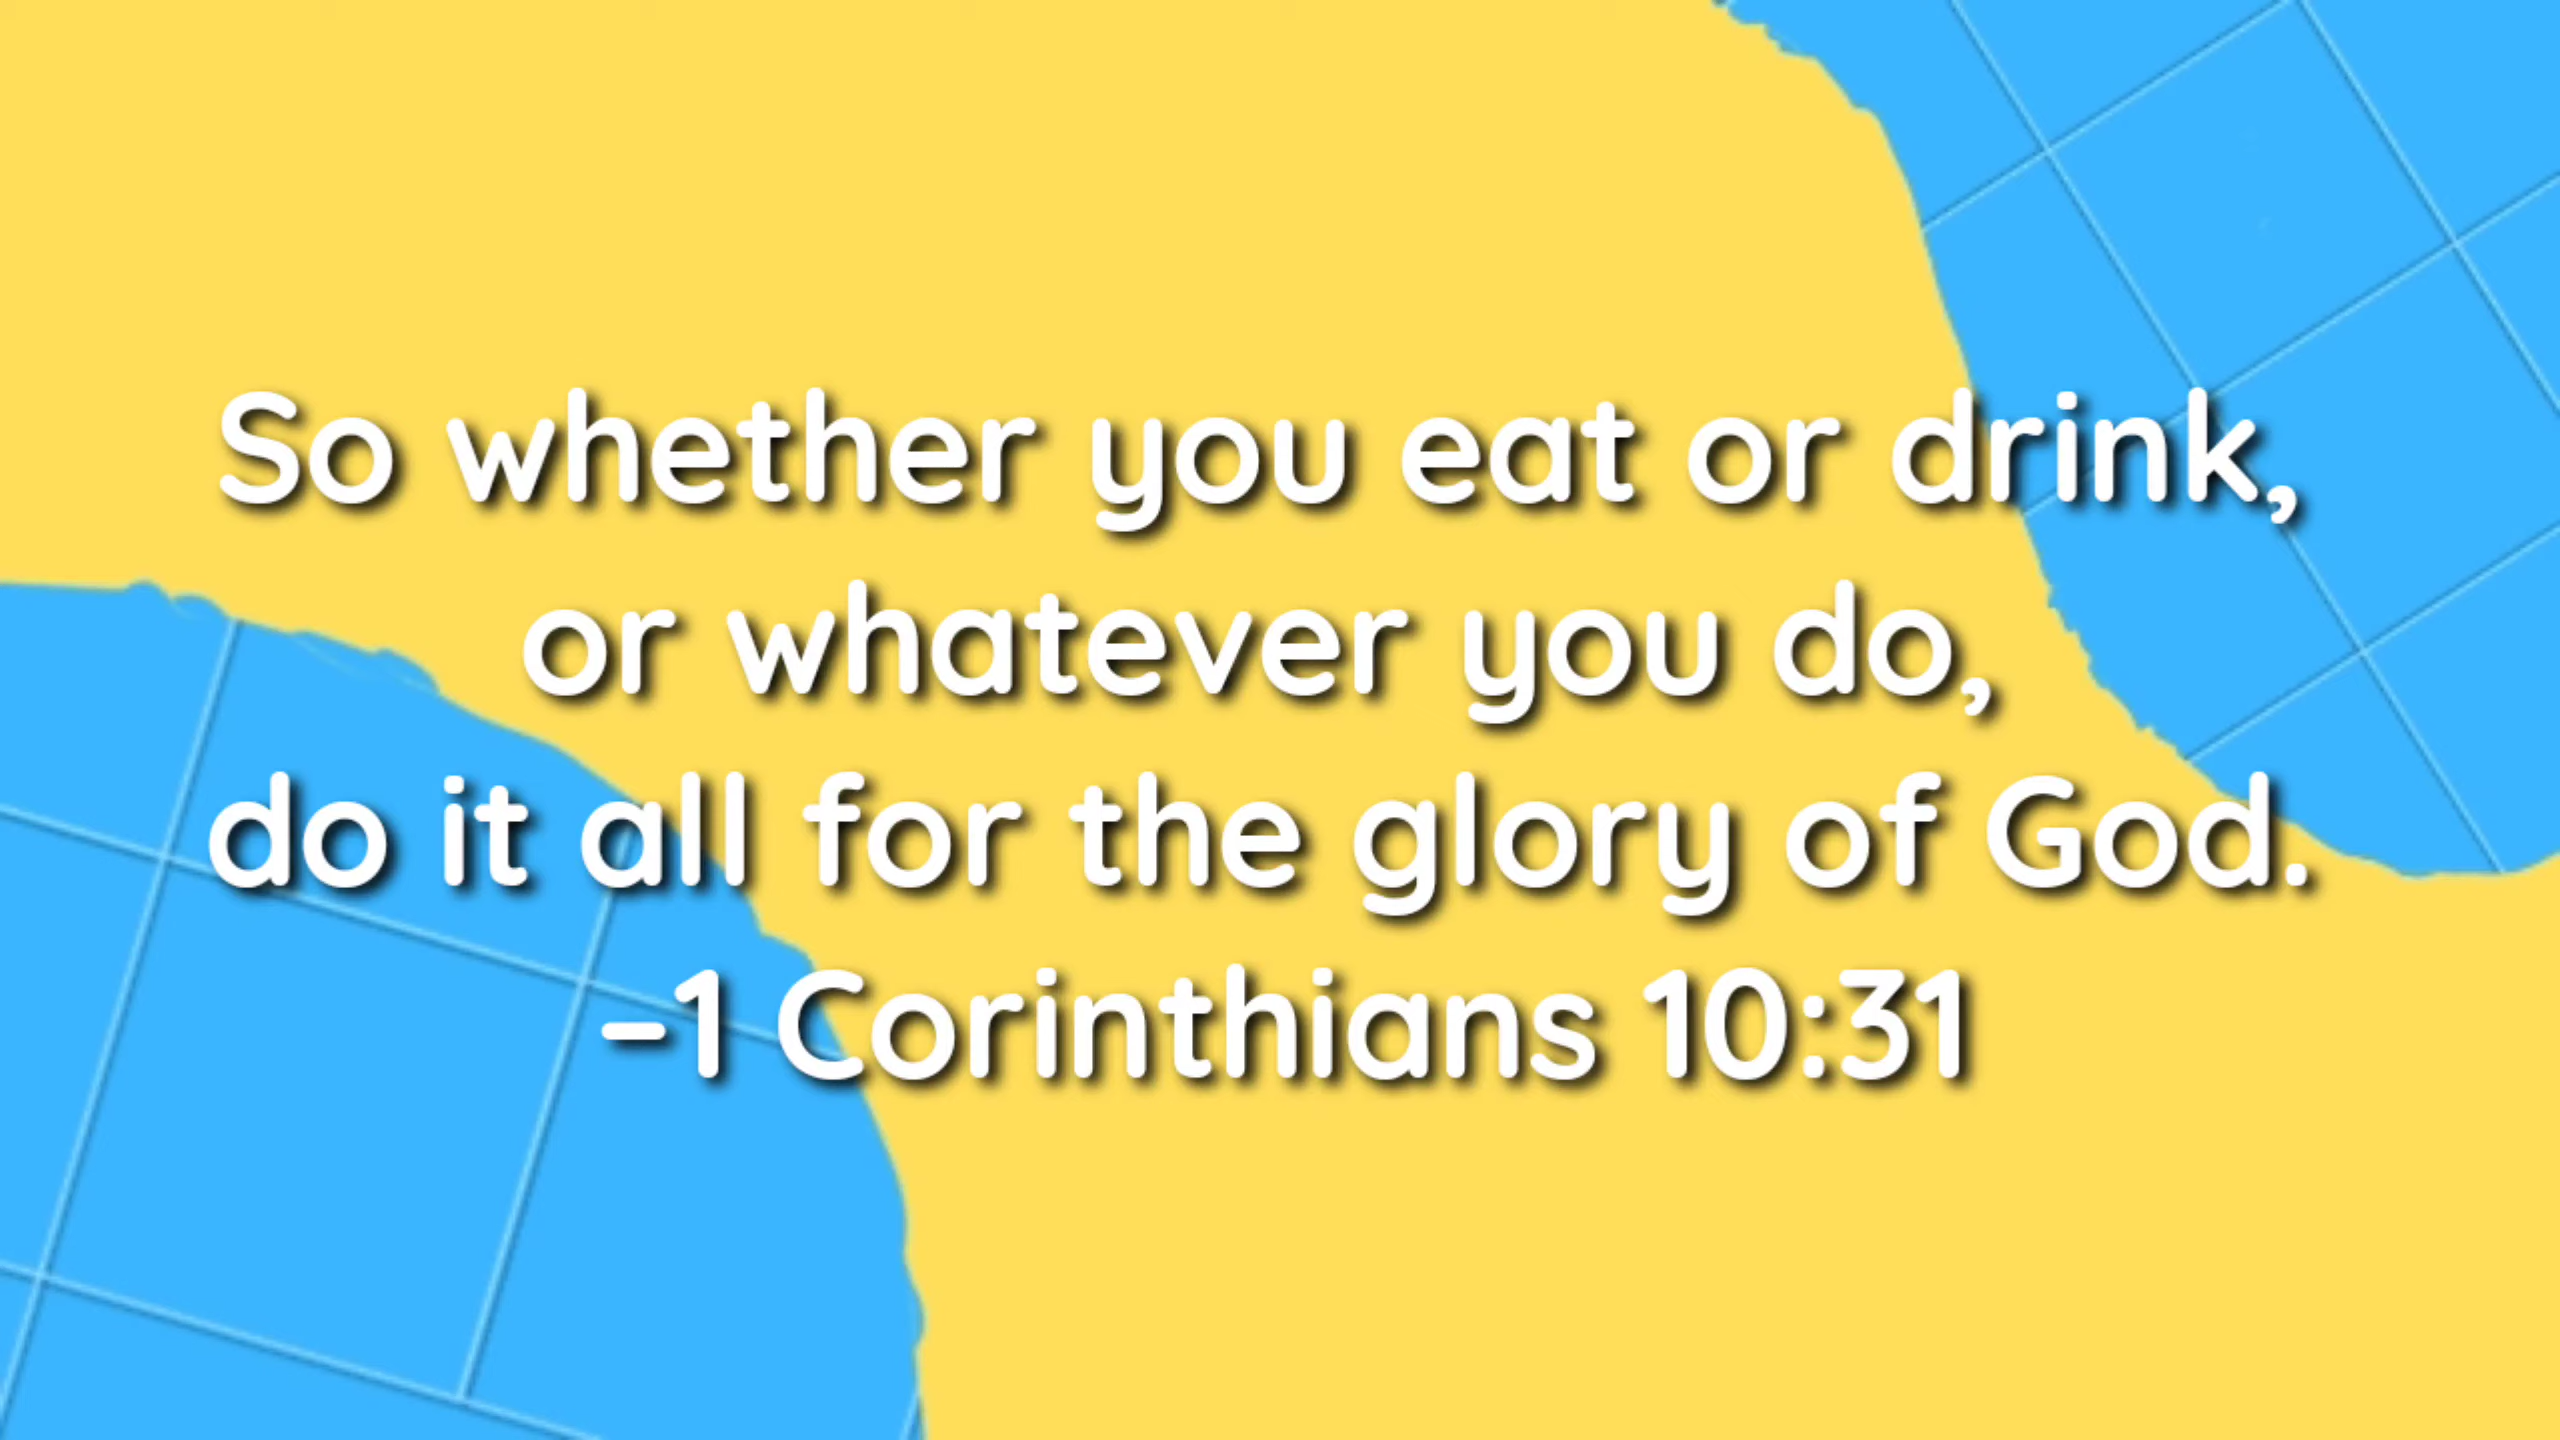 So whether you eat or drink,
or whatever you do,
do it all for the glory of God.
-1 Corinthians 10:31